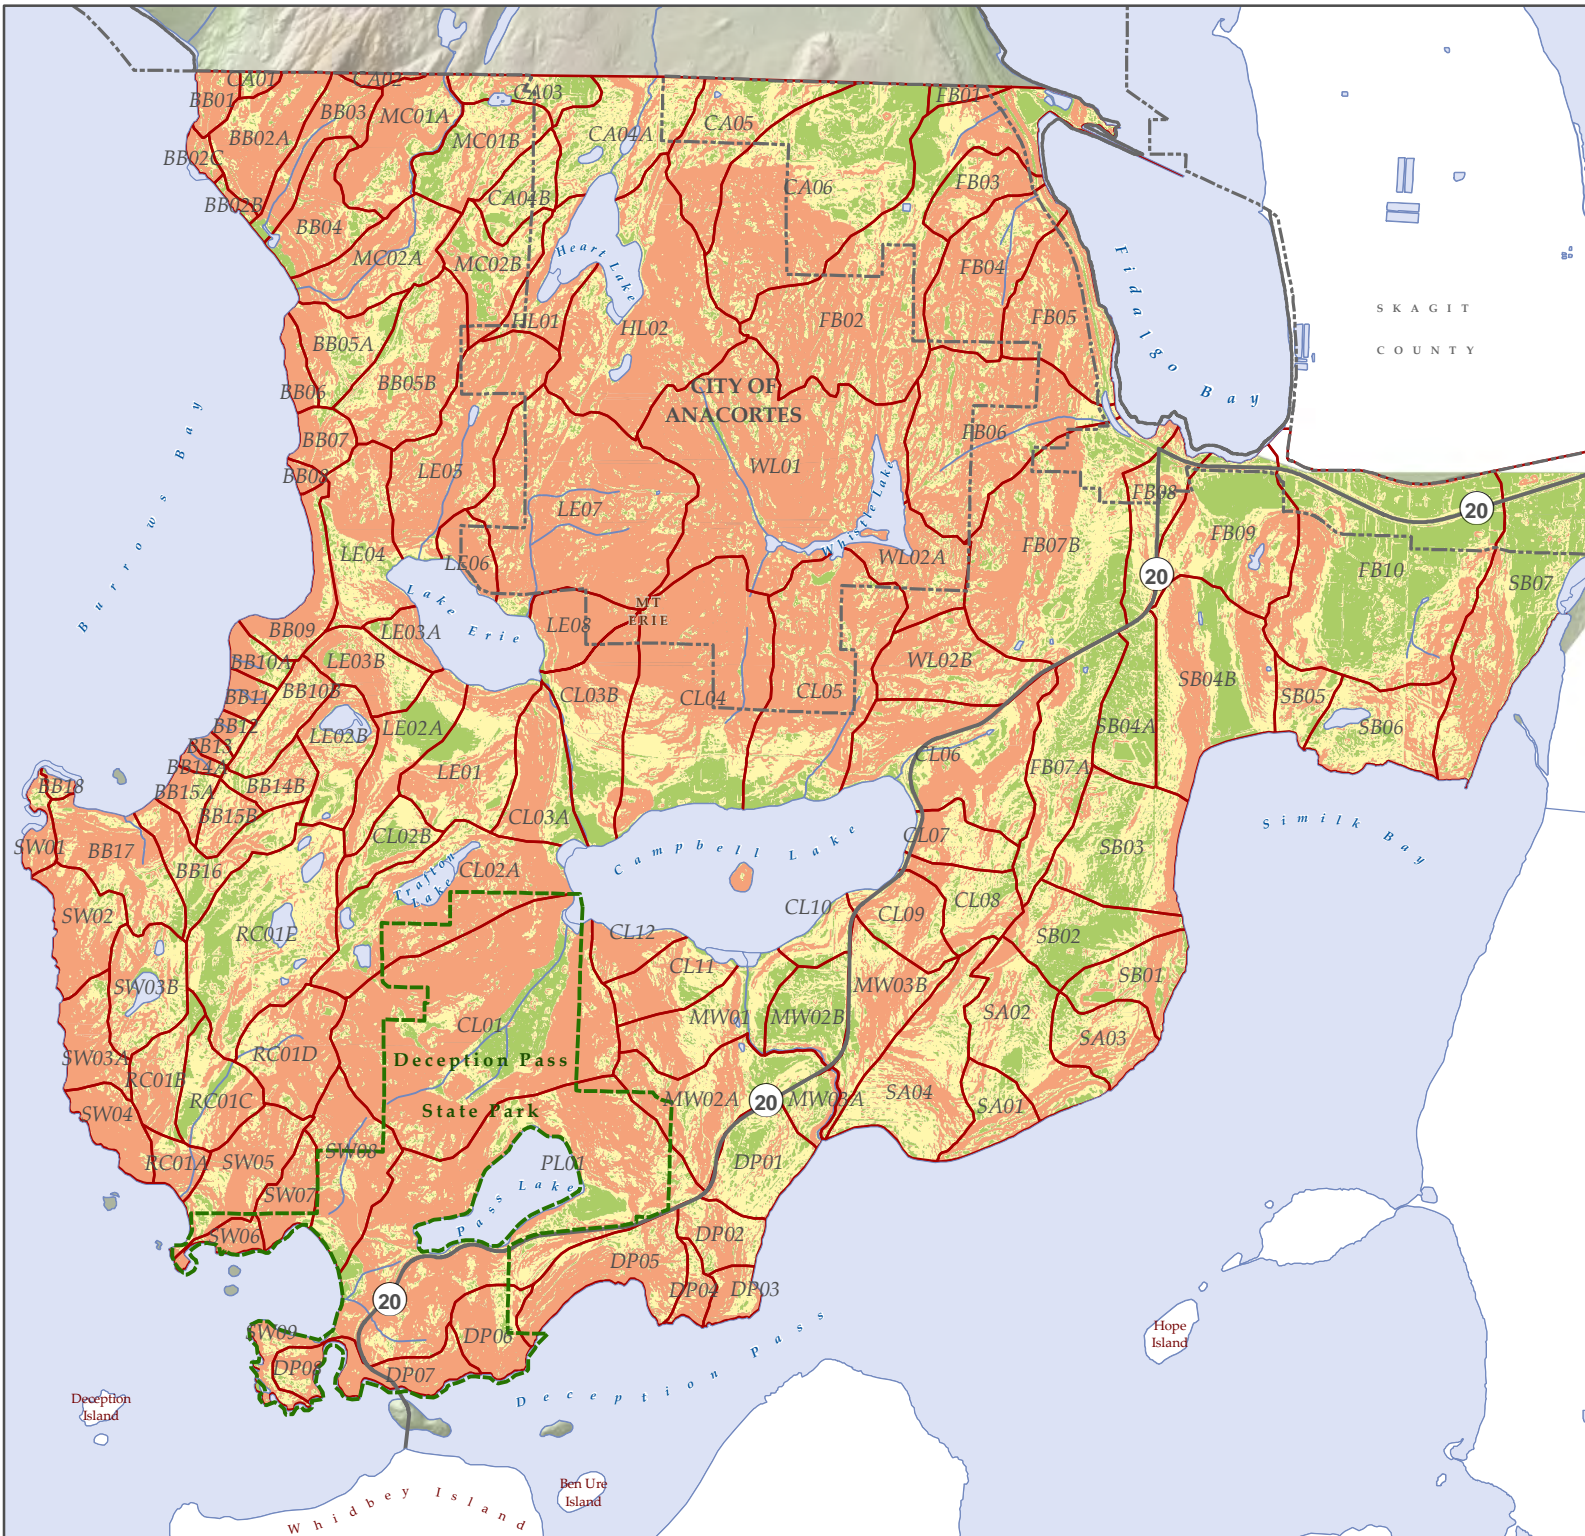 CA01
CA02
CA03
BB01
BB03
MC01A
FB01
BB02A
MC01B
CA04A
CA05
BB02C
CA06
FB03
BB02B
CA04B
BB04
MC02A
MC02B
Heart Lake
FB04
Fidalgo Bay
SKAGIT
COUNTY
HL01
HL02
FB02
FB05
BB05A
BB05B
BB06
CITY OF
ANACORTES
Burrows Bay
BB07
FB06
BB08
LE05
WL01
LE07
Whistle Lake
FB08
20
FB09
LE04
LE06
WL02A
FB07B
FB10
20
SB07
Lake Erie
MT
ERIE
BB09
LE03A
LE08
BB10A
LE03B
WL02B
BB11
BB10B
CL03B
CL04
CL05
SB04B
SB05
BB12
LE02B
LE02A
SB04A
SB06
BB13
CL06
BB14A
LE01
FB07A
BB18
BB15A
BB14B
BB15B
CL03A
Similk Bay
SW01
BB17
CL02B
Campbell Lake
CL07
SB03
BB16
Trafton Lake
CL02A
SW02
CL10
CL09
CL08
RC01E
CL12
SB02
CL11
SB01
SW03B
MW03B
CL01
MW01
MW02B
SA02
SW03A
RC01D
Deception Pass
State Park
SA03
RC01B
RC01C
MW02A
20
MW03A
SA04
SA01
SW04
RC01A
SW05
SW08
PL01
DP01
SW07
Pass Lake
SW06
DP02
DP05
DP04
DP03
20
SW09
DP06
DP08
DP07
Deception Pass
Hope
Island
Deception
Island
Ben Ure
Island
Whidbey Island